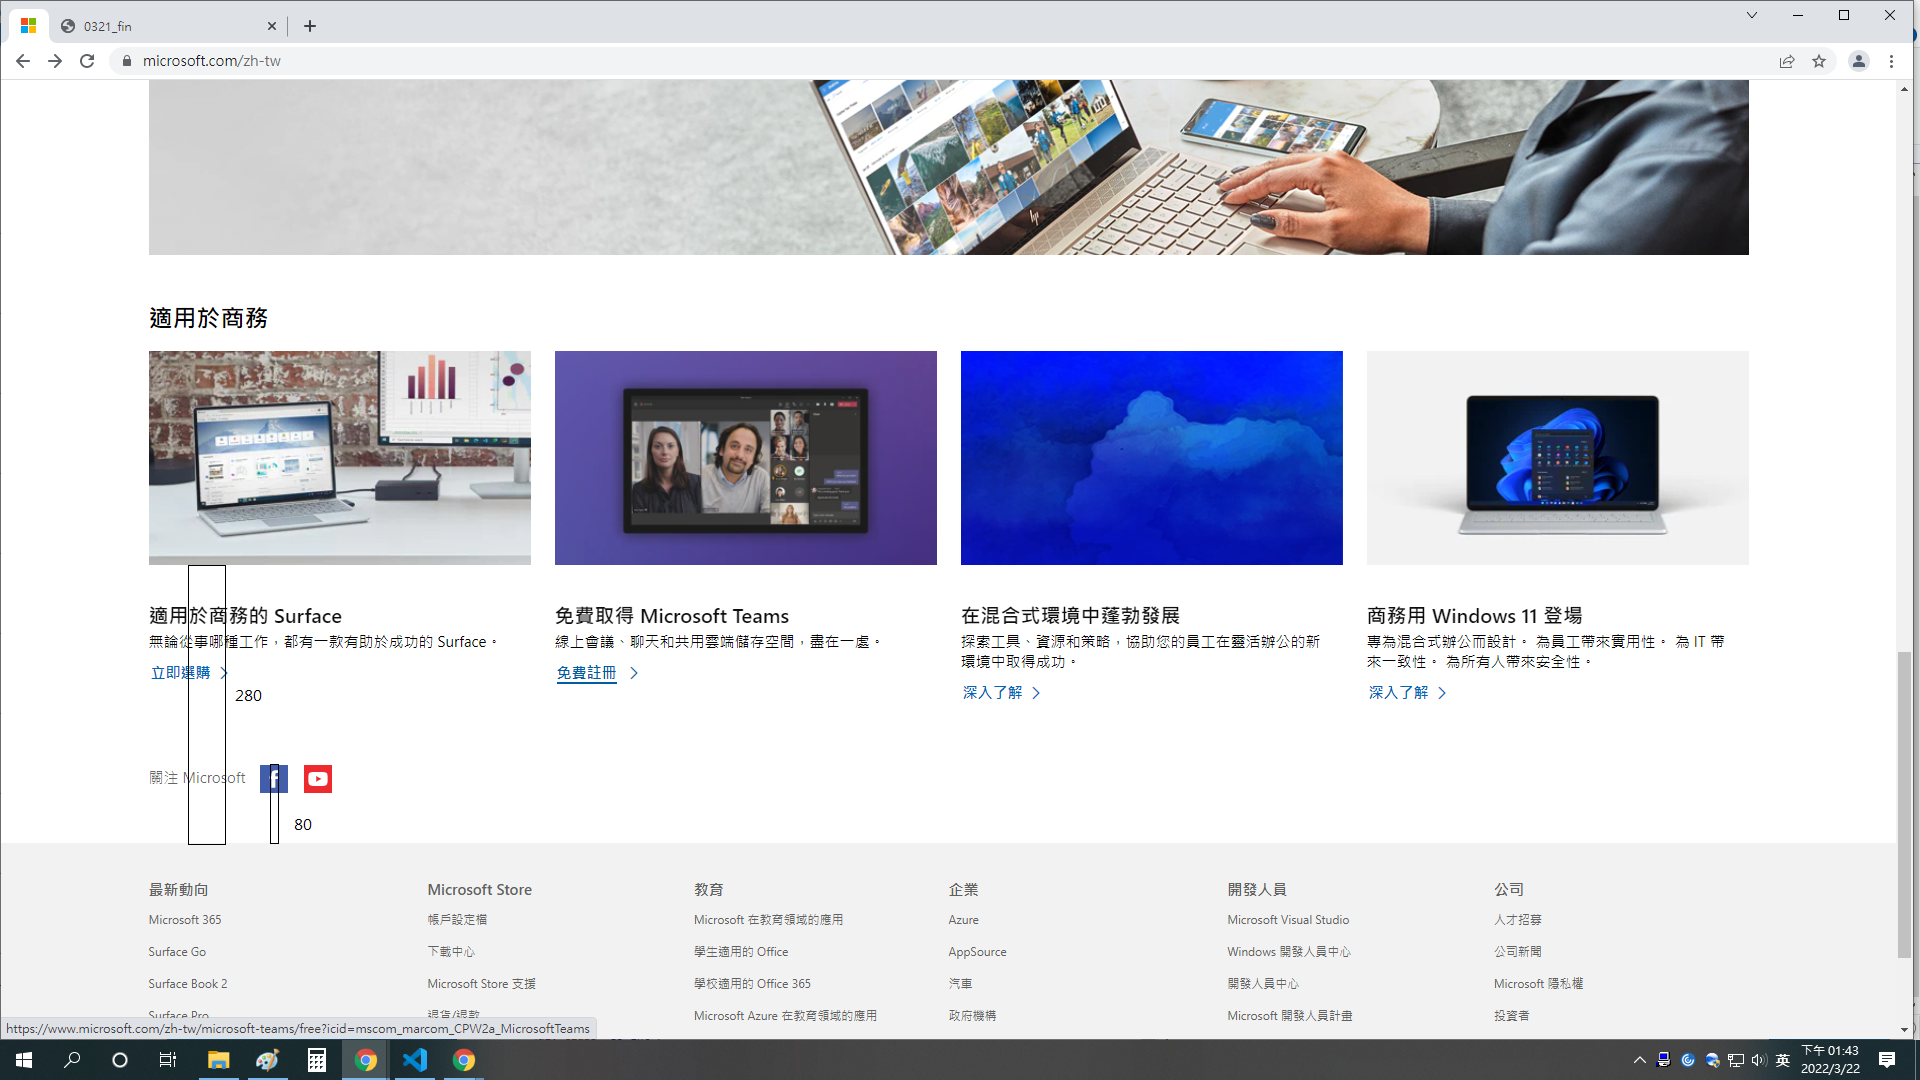 0321_fin
microsoft.com/zh-tw
適用於商務
適用於商務的 Surface
無論從事哪種工作，都有一款有助於成功的 Surface。
立即選購
免費取得 Microsoft Teams
線上會議、聊天和共用雲端儲存空間，盡在一處。
免費註冊
在混合式環境中蓬勃發展
探索工具、資源和策略，協助您的員工在靈活辦公的新
環境中取得成功。
深入了解
商務用 Windows 11 登場
專為混合式辦公而設計。 為員工帶來實用性。 為 IT 帶
來一致性。 為所有人帶來安全性。
深入了解
280
關注 Microsoft
80
最新動向
Microsoft 365
Surface Go
Surface Book 2
Surface Pro
Microsoft Store
帳戶設定檔
下載中心
Microsoft Store 支援
退貨/退款
教育
Microsoft 在教育領域的應用
學生適用的 Office
學校適用的 Office 365
Microsoft Azure 在教育領域的應用
企業
Azure
AppSource
汽車
政府機構
開發人員
Microsoft Visual Studio
Windows 開發人員中心
開發人員中心
Microsoft 開發人員計畫
公司
人才招募
公司新聞
Microsoft 隱私權
投資者
https://www.microsoft.com/zh-tw/microsoft-teams/free?icid=mscom_marcom_CPW2a_MicrosoftTeams
英
下午 01:43
2022/3/22